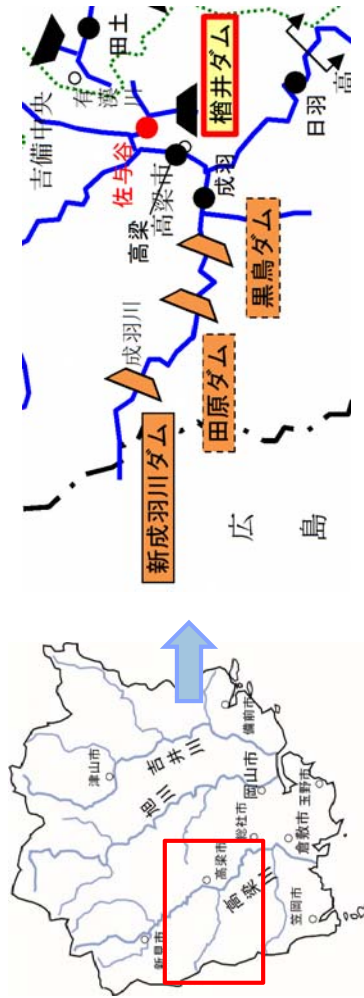 津山市
新見市
吉井川
旭川
高梁市
高梁川
備前市
岡山市
総社市
玉野市
倉敷市
笠岡市
吉備中央
有漢川
田土
佐与谷
高梁市
楢井ダム
高梁
成羽
日羽
高
成羽川
黒鳥ダム
田原ダム
新成羽川ダム
広島